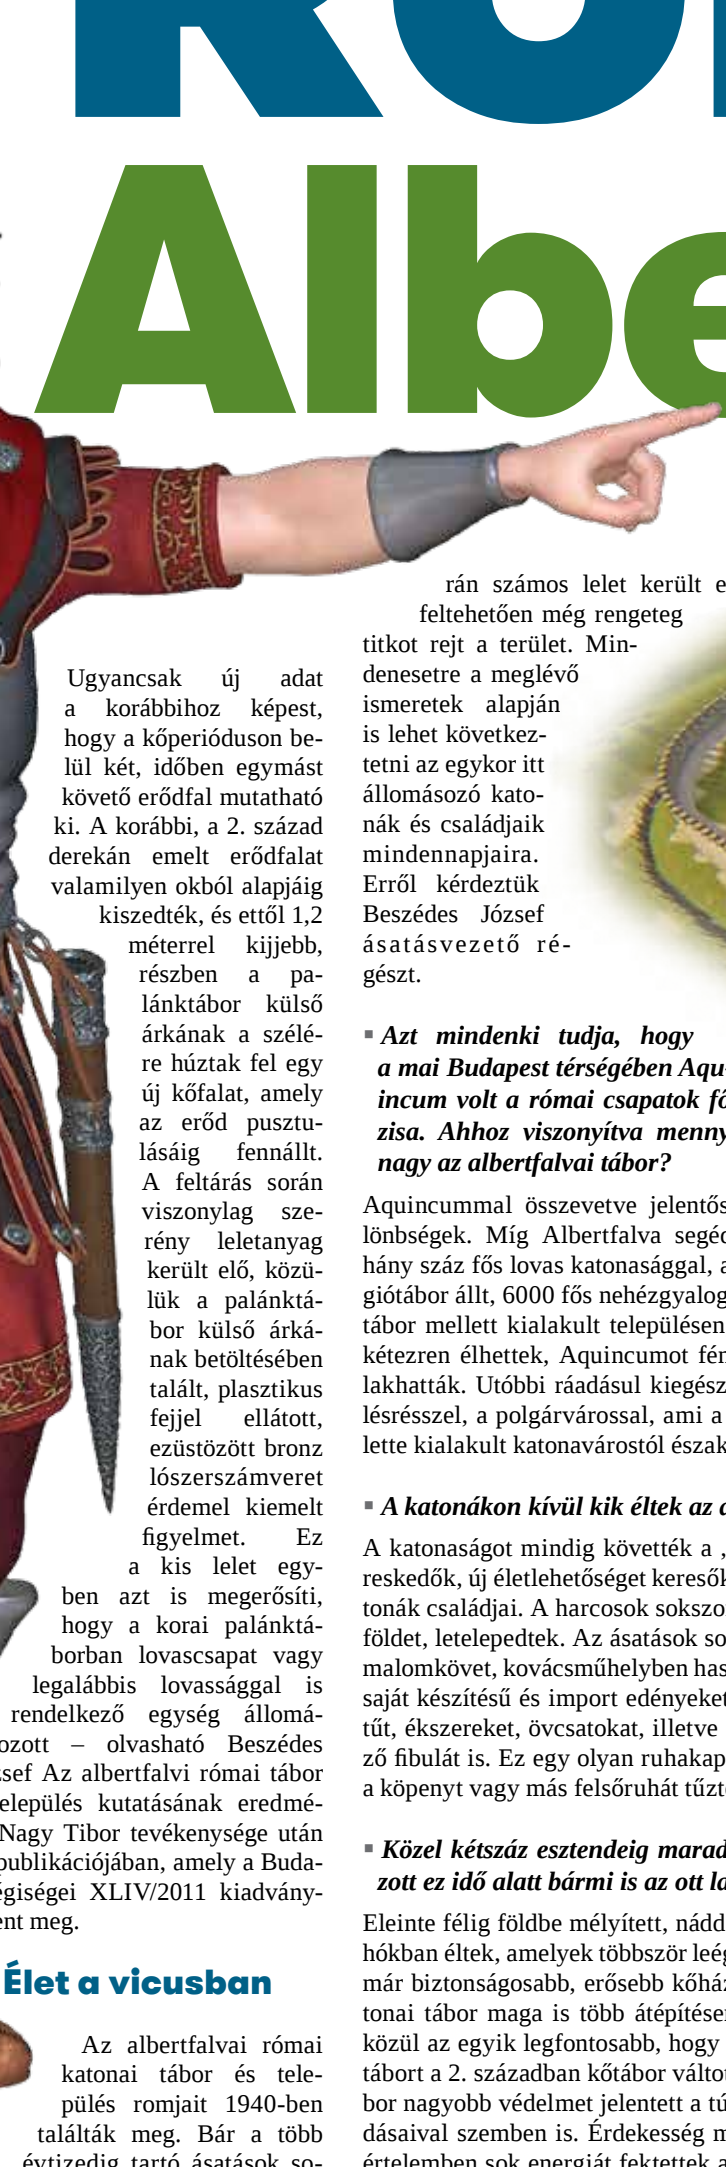 Ugyancsak új adat
a korábbihoz képest,
hogy a kőperióduson be-
lül két, időben egymást
követő erődfal mutatható
ki. A korábbi, a 2. század
derekán emelt erődfalat
valamilyen okból alapjáig
kiszedték, és ettől 1,2
méterrel kijjebb,
részben a pa-
lánktábor külső
árkának a szélé-
re húztak fel egy
új kőfalat, amely
az erőd pusztu-
lásáig fennállt.
A feltárás során
viszonylag sze-
rény leletanyag
került elő, közü-
lük a palánktá-
bor külső árká-
nak betöltésében
talált, plasztikus
fejjel ellátott,
ezüstözött bronz
lószerszámveret
érdemel kiemelt
figyelmet. Ez
a kis lelet egy-
ben azt is megerősíti,
hogy a korai palánktá-
borban lovascsapat vagy
legalábbis lovassággal is
rendelkező egység állomá-
ozott – olvasható Beszédes
sef Az albertfalvi római tábor
elepülés kutatásának eredmé-
Nagy Tibor tevékenysége után
publikációjában, amely a Buda-
égiségei XLIV/2011 kiadvány-
ent meg.
Élet a vicusban
Az albertfalvai római
katonai tábor és tele-
pülés romjait 1940-ben
találták meg. Bár a több
évtizedig tartó ásatások so-
rán számos lelet került e
feltehetően még rengeteg
titkot rejt a terület. Min-
denesetre a meglévő
ismeretek alapján
is lehet következ-
tetni az egykor itt
állomásozó kato-
nák és családjaik
mindennapjaira.
Erről kérdeztük
Beszédes József
ásatásvezető ré-
gészt.
▪ Azt mindenki tudja, hogy
a mai Budapest térségében Aqu-
incum volt a római csapatok fő
zisa. Ahhoz viszonyítva menny
nagy az albertfalvai tábor?
Aquincummal összevetve jelentős
lönbségek. Míg Albertfalva segéd
hány száz fős lovas katonasággal, a
giótábor állt, 6000 fős nehézgyalog
tábor mellett kialakult településen
kétezren élhettek, Aquincumot fén
lakhatták. Utóbbi ráadásul kiegész
lésrésszel, a polgárvárossal, ami a
lette kialakult katonavárostól észak
▪ A katonákon kívül kik éltek az a
A katonaságot mindig követték a „
reskedők, új életlehetőséget keresők
tonák családjai. A harcosok sokszo
földet, letelepedtek. Az ásatások so
malomkövet, kovácsműhelyben has
saját készítésű és import edényeket
tűt, ékszereket, övcsatokat, illetve
ző fibulát is. Ez egy olyan ruhakap
a köpenyt vagy más felsőruhát tűzt
▪ Közel kétszáz esztendeig marad
zott ez idő alatt bármi is az ott la
Eleinte félig földbe mélyített, nádd
hókban éltek, amelyek többször leég
már biztonságosabb, erősebb kőház
tonai tábor maga is több átépítése
közül az egyik legfontosabb, hogy
tábort a 2. században kőtáborválto
bor nagyobb védelmet jelentett a tú
dásaival szemben is. Érdekesség m
értelemben sok energiát fektettek a
Albe